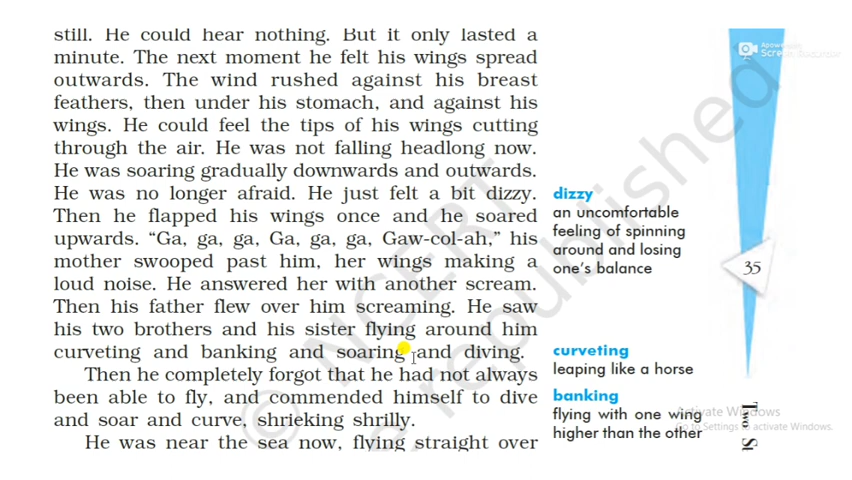 still. He could hear nothing. But it only lasted a
minute. The next moment he felt his wings spread
outwards. The wind rushed against his breast
feathers, then under his stomach, and against his
wings. He could feel the tips of his wings cutting
through the air. He was not falling headlong now.
He was soaring gradually downwards and outwards.
He was no longer afraid. He just felt a bit dizzy.
Then he flapped his wings once and he soared
upwards. “Ga, ga, ga, Ga, ga, ga, Gaw-col-ah,” his
mother swooped past him, her wings making a
loud noise. He answered her with another scream.
Then his father flew over him screaming. He saw
his two brothers and his sister flying around him
curveting and banking and soaring and diving.
Then he completely forgot that he had not always
been able to fly, and commended himself to dive
and soar and curve, shrieking shrilly.
He was near the sea now, flying straight over
dizzy
an uncomfortable
feeling of spinning
around and losing
one’s balance
curveting
leaping like a horse
banking
flying with one wing
higher than the other
35
Two
Screen Recorder
Activate Windows
Go to Settings to activate Windows.
© NCERT
republished